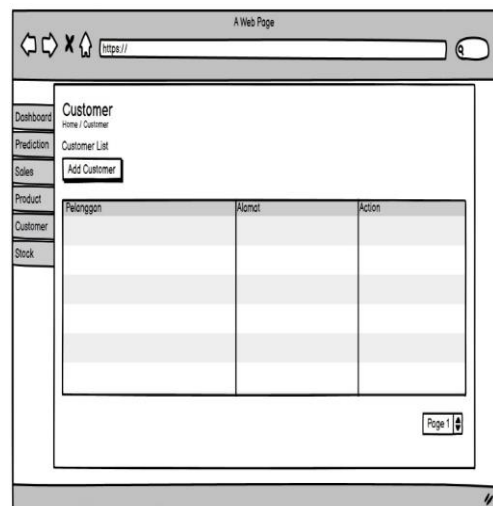 A Web Page
https://
Dashboard
Prediction
Sales
Product
Customer
Stock
Customer
Home / Customer
Customer List
Add Customer
Pelanggan Alamat Action
Page 1